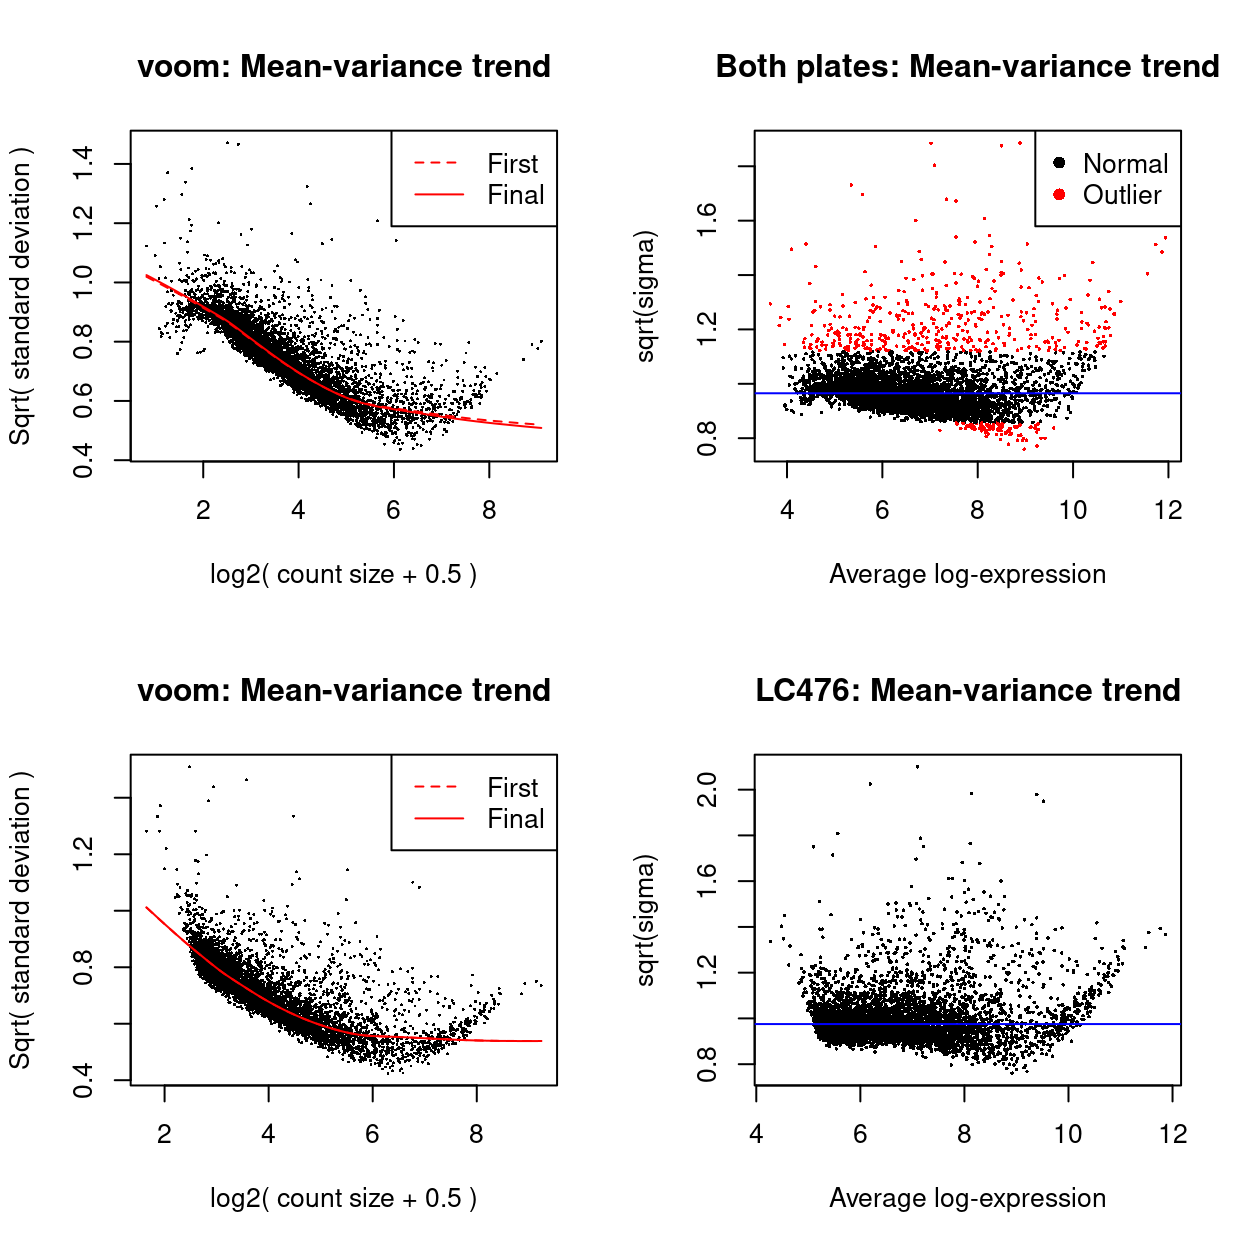 voom: Mean-variance trend
Sqrt( standard deviation )
1.4
1.2
1.0
0.8
0.6
0.4
First
Final
2 4 6 8
log2( count size + 0.5 )
Both plates: Mean-variance trend
sqrt(sigma)
1.6
1.2
0.8
Normal
Outlier
4 6 8 10 12
Average log-expression
voom: Mean-variance trend
Sqrt( standard deviation )
1.2
0.8
0.4
First
Final
2 4 6 8
log2( count size + 0.5 )
LC476: Mean-variance trend
sqrt(sigma)
2.0
1.6
1.2
0.8
4 6 8 10 12
Average log-expression